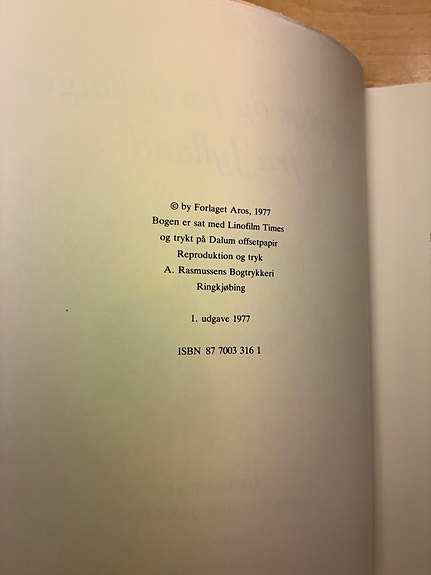 © by Forlaget Aros, 1977
Bogen er sat med Linofilm Times
og trykt på Dalum offsetpapir
Reproduktion og tryk
A. Rasmussens Bogtrykkeri
Ringkjøbing
1. udgave 1977
ISBN 87 7003 316 1